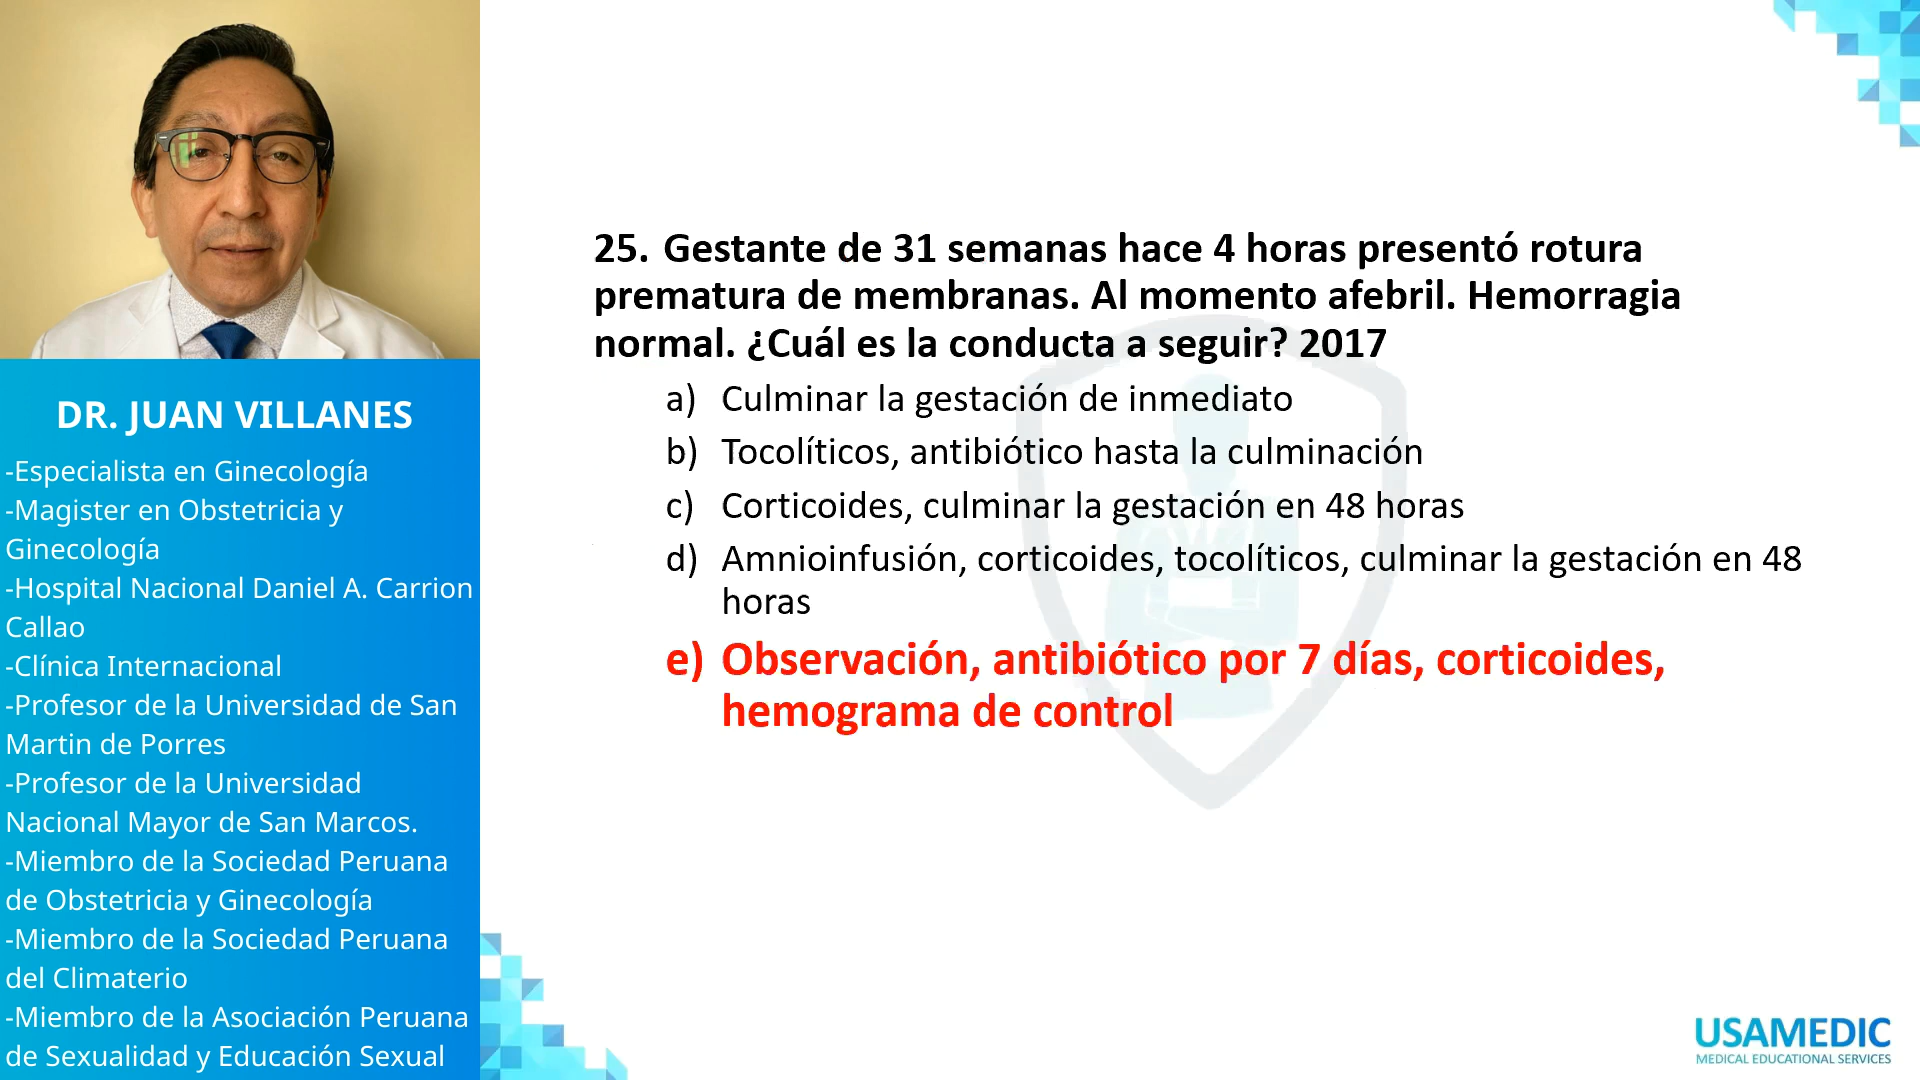 DR. JUAN VILLANES
-Especialista en Ginecología
-Magister en Obstetricia y
Ginecología
-Hospital Nacional Daniel A. Carrion
Callao
-Clínica Internacional
-Profesor de la Universidad de San
Martin de Porres
-Profesor de la Universidad
Nacional Mayor de San Marcos.
-Miembro de la Sociedad Peruana
de Obstetricia y Ginecología
-Miembro de la Sociedad Peruana
del Climaterio
-Miembro de la Asociación Peruana
de Sexualidad y Educación Sexual
25. Gestante de 31 semanas hace 4 horas presentó rotura
prematura de membranas. Al momento afebril. Hemorragia
normal. ¿Cuál es la conducta a seguir? 2017
a) Culminar la gestación de inmediato
b) Tocolíticos, antibiótico hasta la culminación
c) Corticoides, culminar la gestación en 48 horas
d) Amnioinfusión, corticoides, tocolíticos, culminar la gestación en 48
horas
e) Observación, antibiótico por 7 días, corticoides,
hemograma de control
USAMEDIC
MEDICAL EDUCATIONAL SERVICES